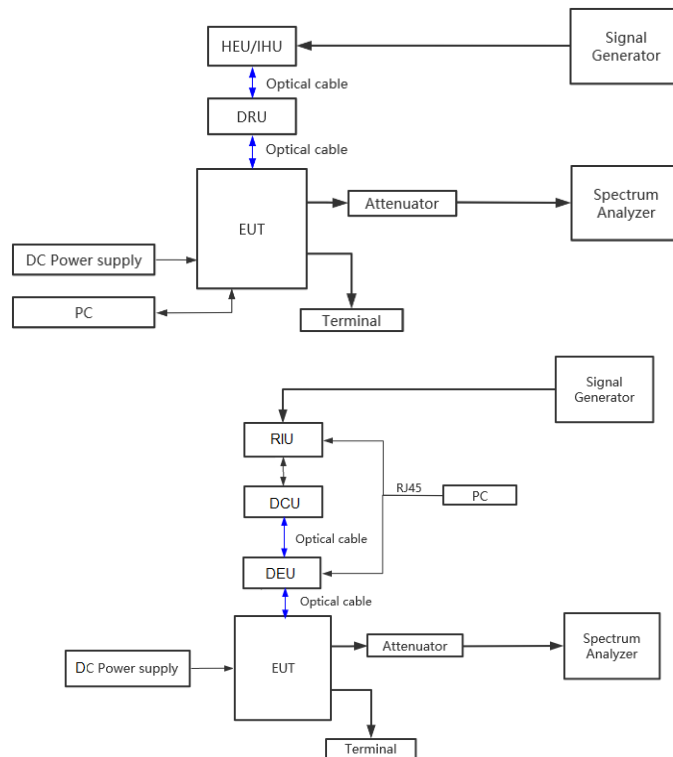 Signal
Generator
HEU/IHU
Optical cable
DRU
Optical cable
EUT
Attenuator
Spectrum
Analyzer
DC Power supply
PC
Terminal
Signal
Generator
RIU
RJ45
PC
DCU
Optical cable
DEU
Optical cable
EUT
Attenuator
Spectrum
Analyzer
DC Power supply
Terminal